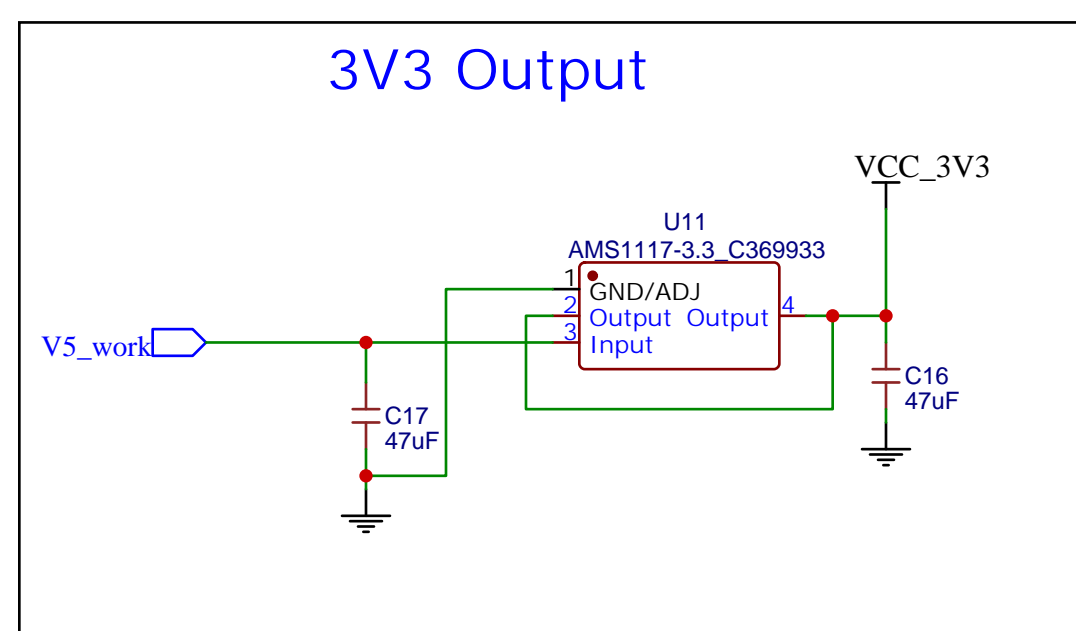 3V3 Output
VCC_3V3
U11
AMS1117-3.3_C369933
1
GND/ADJ
2
Output Output
4
3
Input
V5_work
C16
47uF
C17
47uF